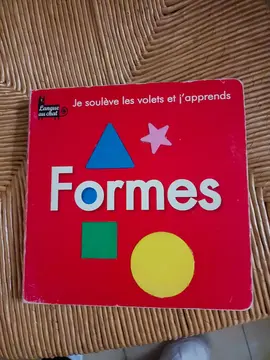 Langue
au chat
Je soulève les volets et j'apprends
Formes